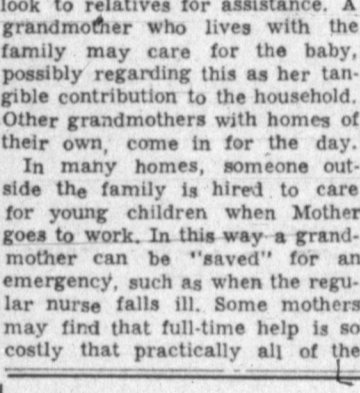 look to relatives for assistance. A
grandmother who lives with the
family may care for the baby,
possibly regarding this as her tan-
gible contribution to the household.
Other grandmothers with homes of
their own, come in for the day.
In many homes, someone out-
side the family is hired to care
for young children when Mother
goes to work. In this way a grand-
mother can be "saved" for an
emergency, such as when the regu-
lar nurse falls ill. Some mothers
may find that full-time help is so
costly that practically all of the